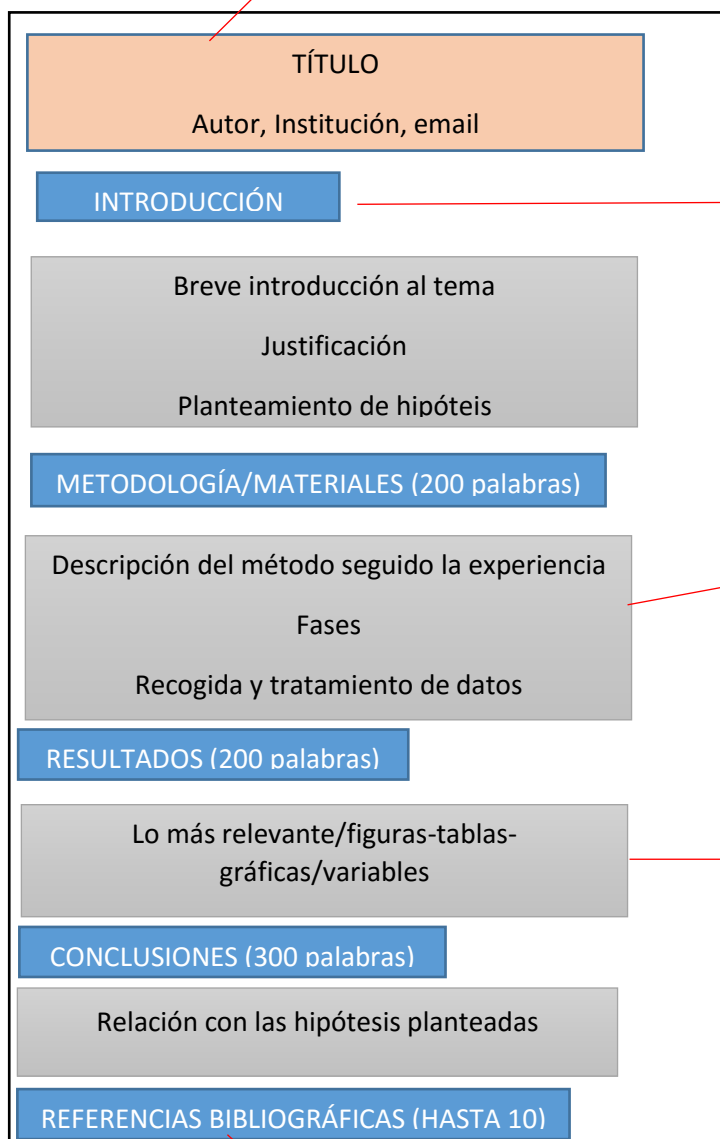 TÍTULO
Autor, Institución, email
INTRODUCCIÓN
Breve introducción al tema
Justificación
Planteamiento de hipóteis
METODOLOGÍA/MATERIALES (200 palabras)
Descripción del método seguido la experiencia
Fases
Recogida y tratamiento de datos
RESULTADOS (200 palabras)
Lo más relevante/figuras-tablas-
gráficas/variables
CONCLUSIONES (300 palabras)
Relación con las hipótesis planteadas
REFERENCIAS BIBLIOGRÁFICAS (HASTA 10)